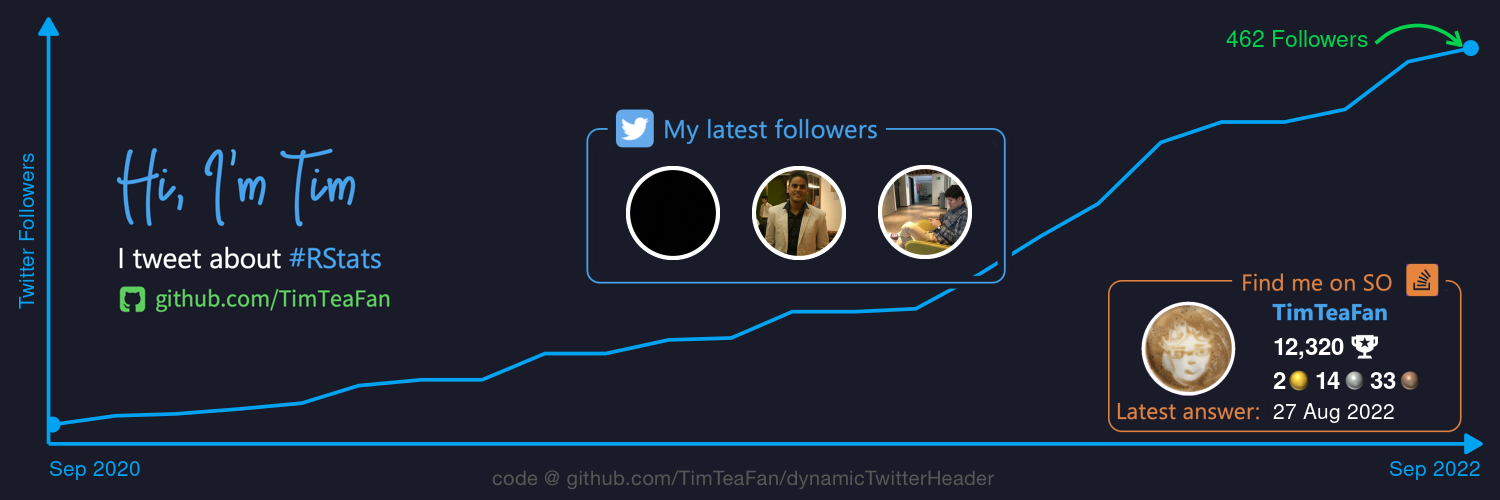 462 Followers
My latest followers
Twitter Followers
Hi, I'm Tim
I tweet about #RStats
github.com/TimTeaFan
Find me on SO
TimTeaFan
12,320
2 14 33
Latest answer: 27 Aug 2022
Sep 2020
Sep 2022
code @ github.com/TimTeaFan/dynamicTwitterHeader